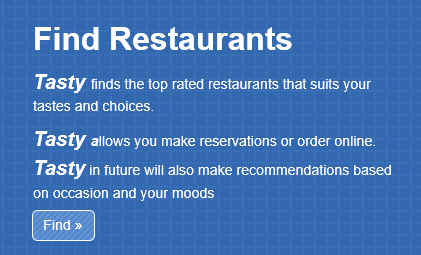 Find Restaurants
Tasty finds the top rated restaurants that suits your
tastes and choices.
Tasty allows you make reservations or order online.
Tasty in future will also make recommendations based
on occasion and your moods
Find »